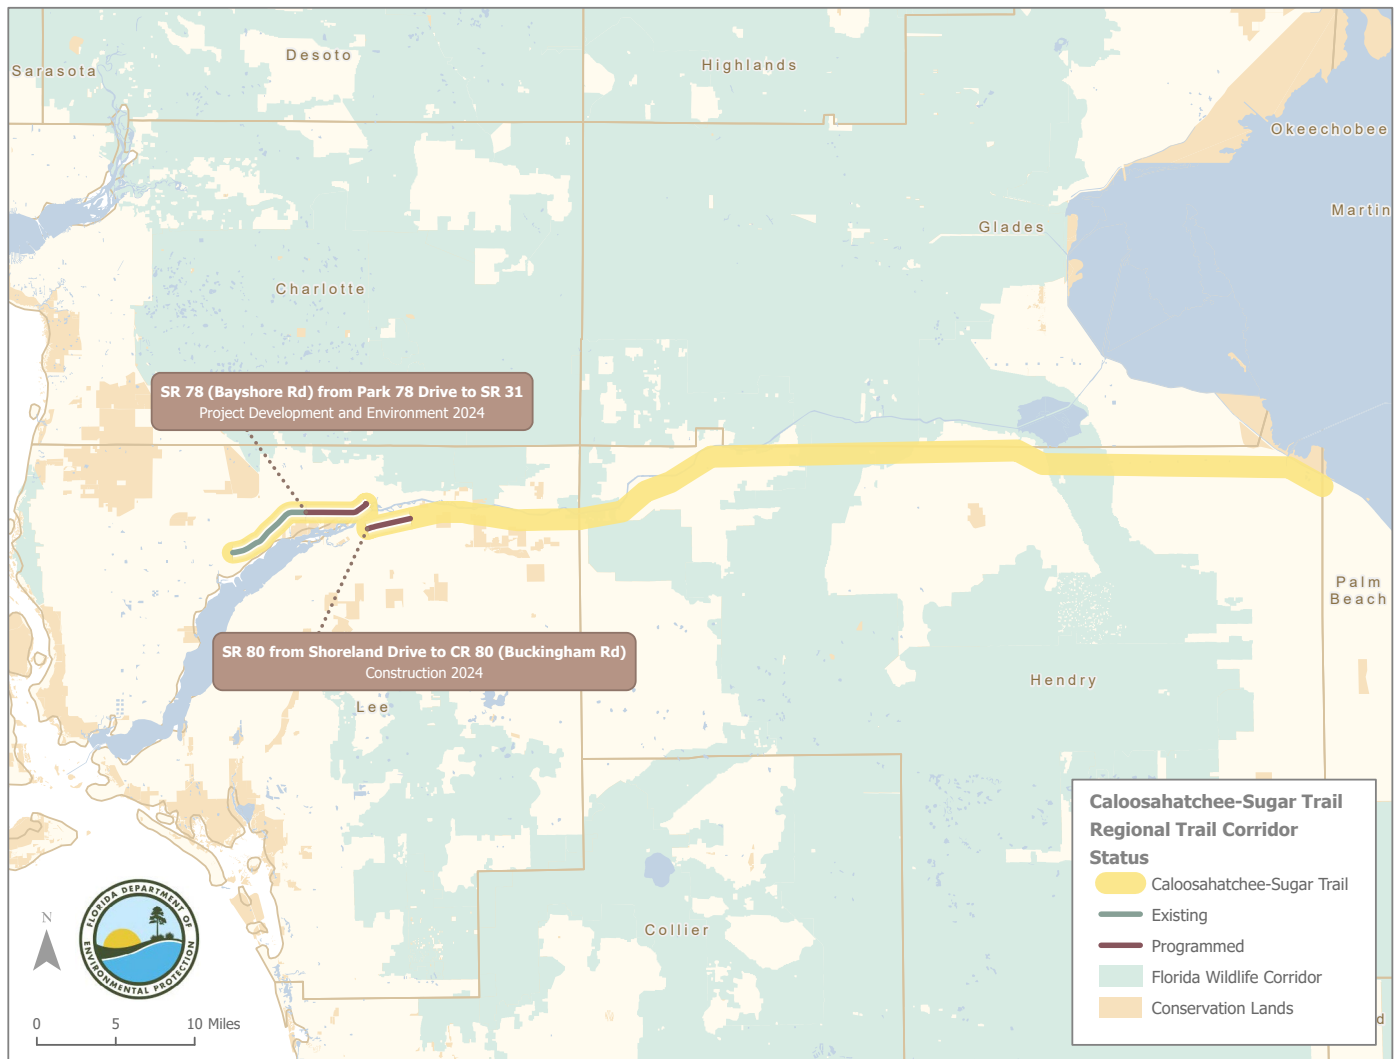 Desoto
Highlands
Sarasota
Okeechobee
Martin
Glades
Charlotte
SR 78 (Bayshore Rd) from Park 78 Drive to SR 31
Project Development and Environment 2024
Palm
Beach
SR 80 from Shoreland Drive to CR 80 (Buckingham Rd)
Construction 2024
Hendry
Lee
Collier
Caloosahatchee-Sugar Trail
Regional Trail Corridor
Status
Caloosahatchee-Sugar Trail
Existing
Programmed
Florida Wildlife Corridor
Conservation Lands
d
N
FLORIDA DEPARTMENT OF
ENVIRONMENTAL PROTECTION
0 5 10 Miles